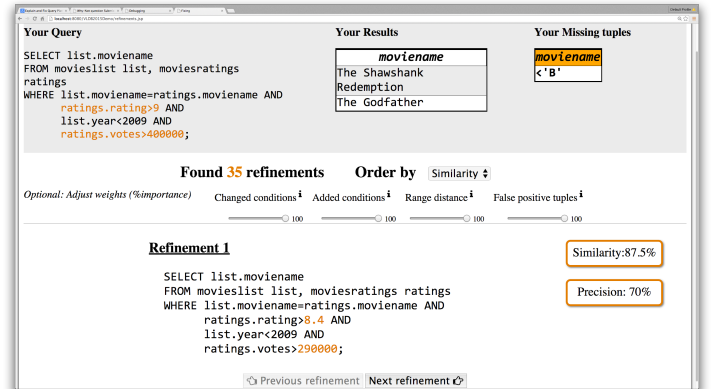 Your Query
Your Results
Your Missing tuples
SELECT list.moviename
FROM movieslist list, moviesratings
ratings
WHERE list.moviename=ratings.moviename AND
ratings.rating>9 AND
list.year<2009 AND
ratings.votes>400000;
moviename
The Shawshank
Redemption
The Godfather
moviename
<'B'
Found 35 refinements Order by Similarity
Optional: Adjust weights (%importance)
Changed conditions i Added conditions i Range distance i False positive tuples i
100 100 100 100
Refinement 1
Similarity:87.5%
Precision: 70%
SELECT list.moviename
FROM movieslist list, moviesratings ratings
WHERE list.moviename=ratings.moviename AND
ratings.rating>8.4 AND
list.year<2009 AND
ratings.votes>290000;
Previous refinement Next refinement